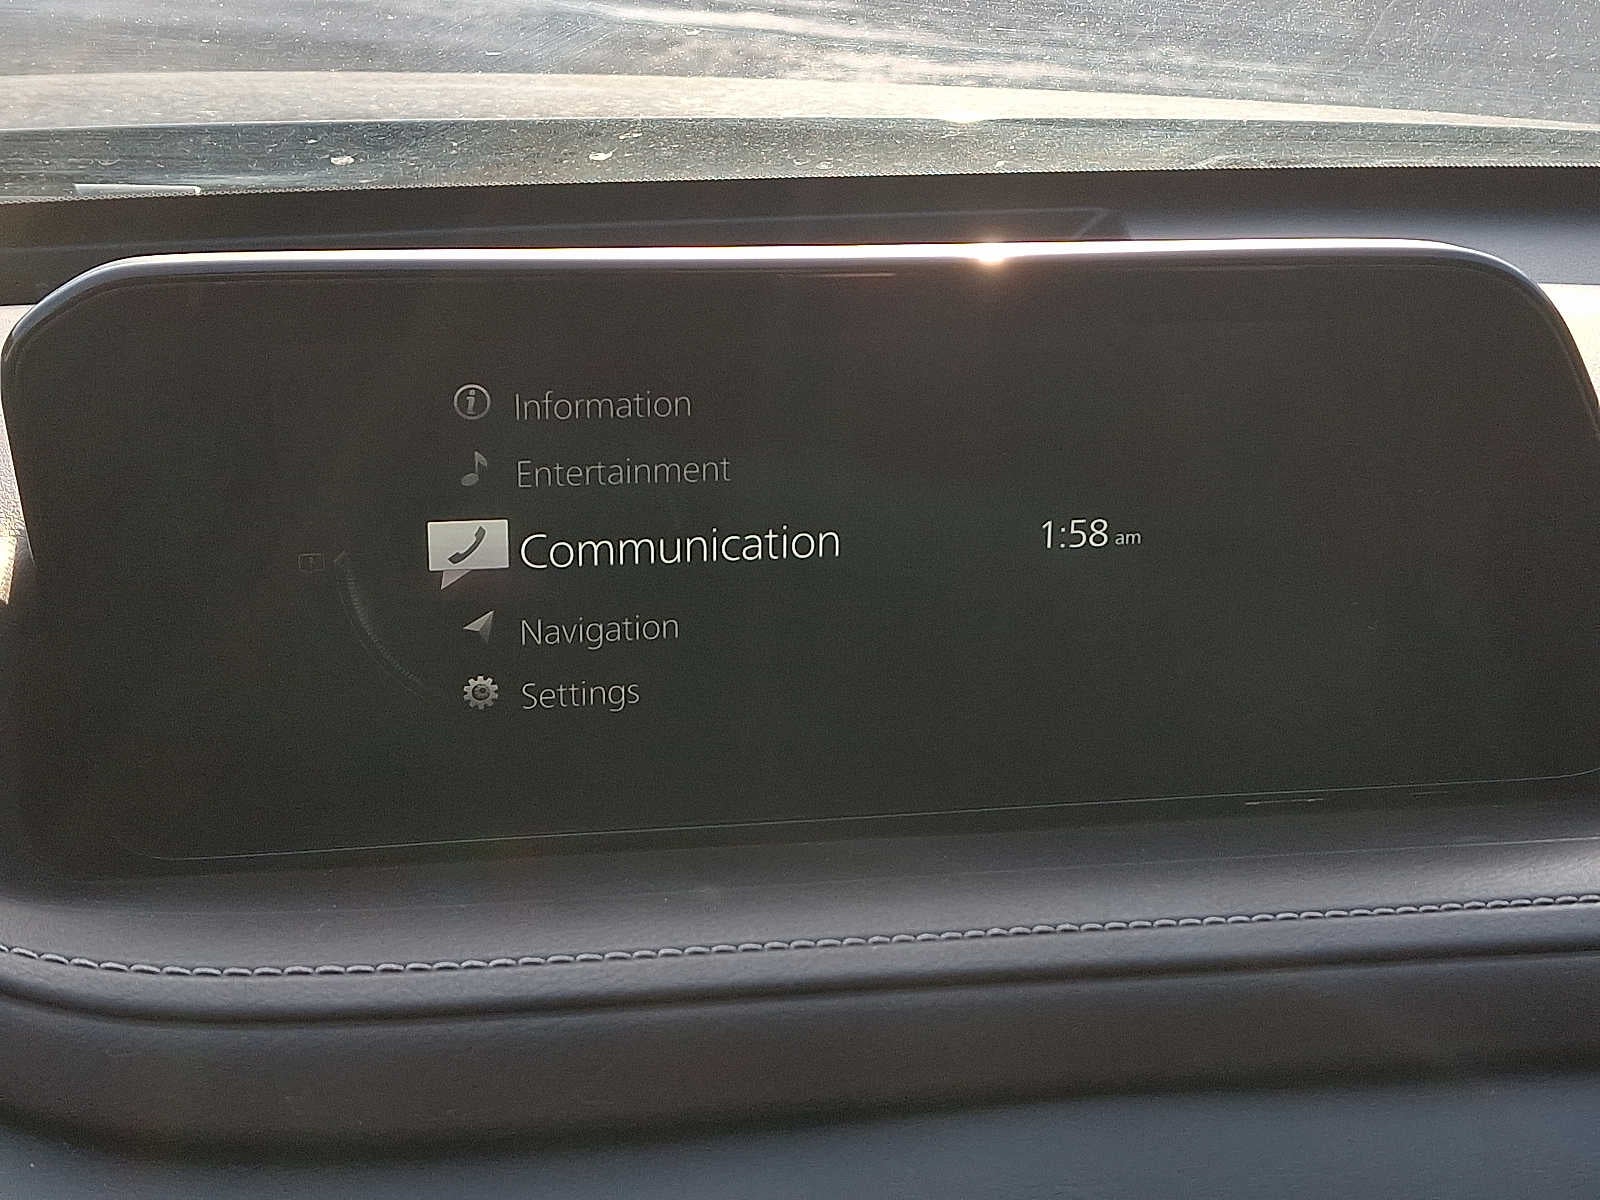 Information
Entertainment
Communication
1:58 am
Navigation
Settings